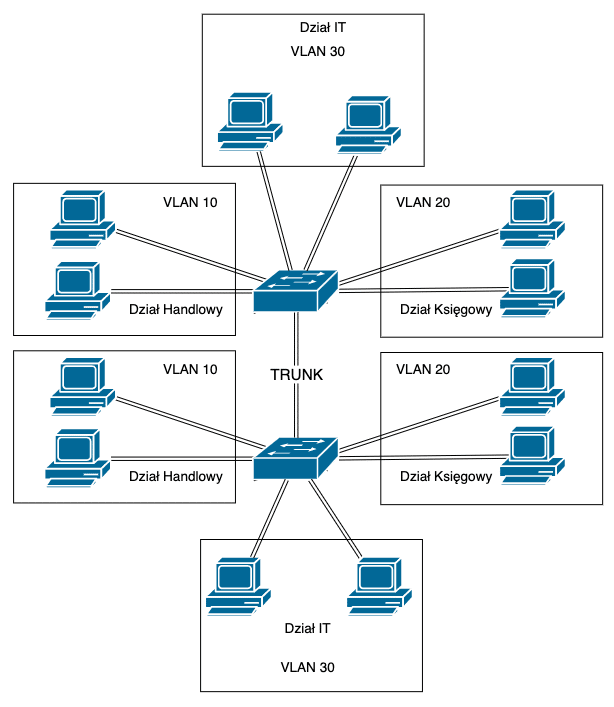 Dział IT
VLAN 30
VLAN 10
VLAN 20
Dział Handlowy
Dział Księgowy
TRUNK
VLAN 10
VLAN 20
Dział Handlowy
Dział Księgowy
Dział IT
VLAN 30